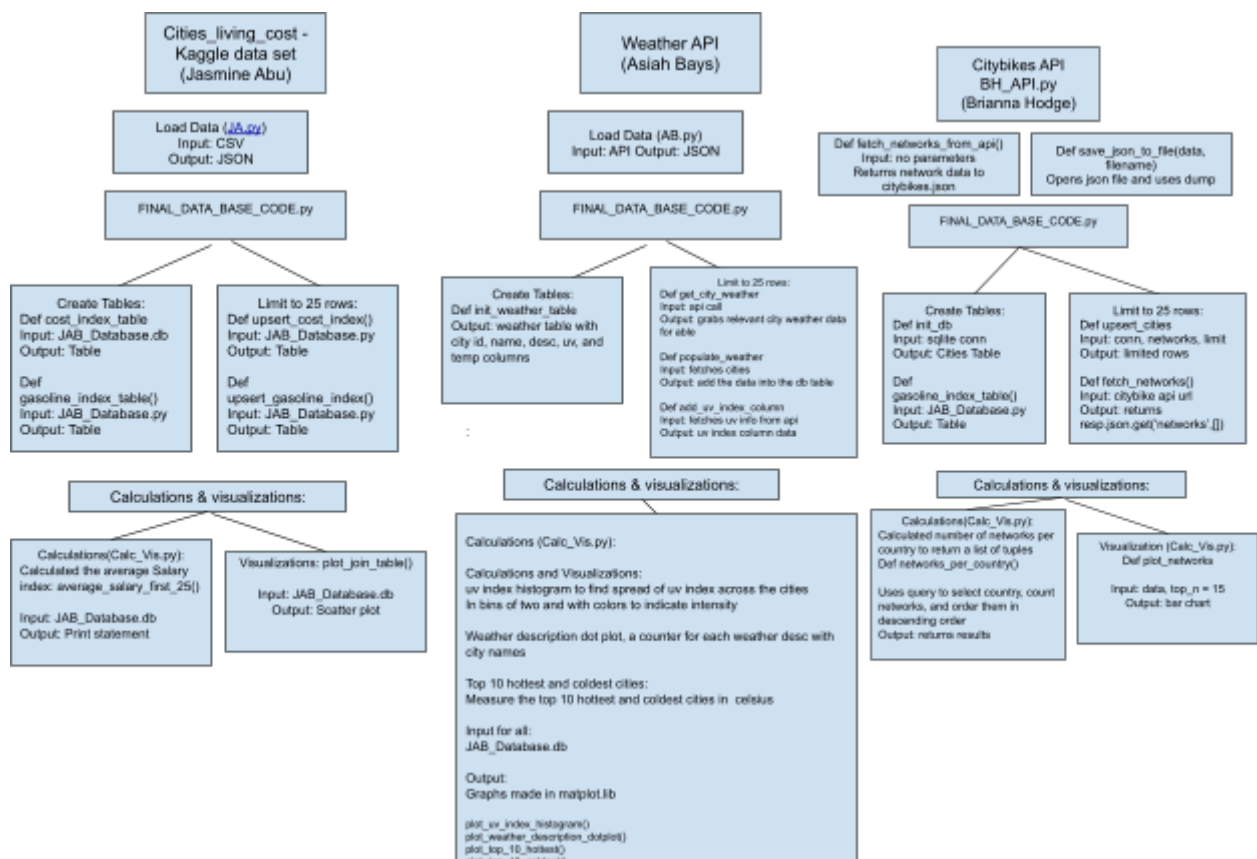 Cities_living_cost -
Kaggle data set
(Jasmine Abu)
Load Data (JA.py)
Input: CSV
Output: JSON
FINAL_DATA_BASE_CODE.py
Create Tables:
Def cost_index_table
Input: JAB_Database.db
Output: Table
Def
gasoline_index_table()
Input: JAB_Database.py
Output: Table
Limit to 25 rows:
Def upsert_cost_index()
Input: JAB_Database.py
Output: Table
Def
upsert_gasoline_index()
Input: JAB_Database.py
Output: Table
Calculations & visualizations:
Calculations(Calc_Vis.py):
Calculated the average Salary
index: average_salary_first_25()
Input: JAB_Database.db
Output: Print statement
Visualizations: plot_join_table()
Input: JAB_Database.db
Output: Scatter plot
Weather API
(Asiah Bays)
Load Data (AB.py)
Input: API Output: JSON
FINAL_DATA_BASE_CODE.py
Create Tables:
Def init_weather_table
Output: weather table with
city id, name, desc, uv, and
temp columns
:
Limit to 25 rows:
Def get_city_weather
Input: api call
Output: grabs relevant city weather data
for able
Def populate_weather
Input: fetches cities
Output: add the data into the db table
Def add_uv_index_column
Input: fetches uv info from api
Output: uv index column data
Calculations & visualizations:
Calculations (Calc_Vis.py):
Calculations and Visualizations:
uv index histogram to find spread of uv index across the cities
In bins of two and with colors to indicate intensity
Weather description dot plot, a counter for each weather desc with
city names
Top 10 hottest and coldest cities:
Measure the top 10 hottest and coldest cities in celsius
Input for all:
JAB_Database.db
Output:
Graphs made in matplot.lib
plot_uv_index_histogram()
plot_weather_description_dotplot()
plot_top_10_hottest()
Citybikes API
BH_API.py
(Brianna Hodge)
Def fetch_networks_from_api()
Input: no parameters
Returns network data to
citybikes.json
Def save_json_to_file(data,
filename)
Opens json file and uses dump
FINAL_DATA_BASE_CODE.py
Create Tables:
Def init_db
Input: sqlite conn
Output: Cities Table
Def
gasoline_index_table()
Input: JAB_Database.py
Output: Table
Limit to 25 rows:
Def upsert_cities
Input: conn, networks, limit
Output: limited rows
Def fetch_networks()
Input: citybike api url
Output: returns
resp.json.get('networks',[])
Calculations & visualizations:
Calculations(Calc_Vis.py):
Calculated number of networks per
country to return a list of tuples
Def networks_per_country()
Uses query to select country, count
networks, and order them in
descending order
Output: returns results
Visualization (Calc_Vis.py):
Def plot_networks
Input: data, top_n = 15
Output: bar chart